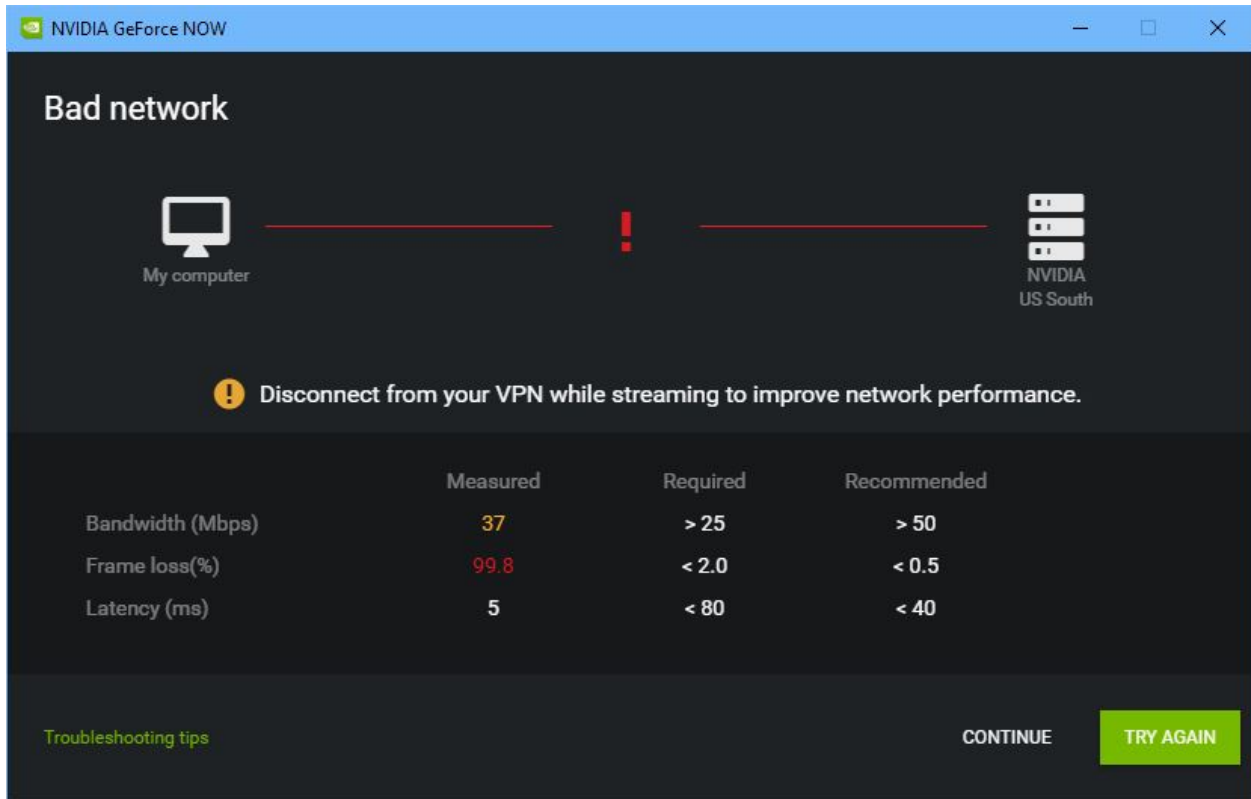 NVIDIA GeForce NOW
Bad network
!
My computer
NVIDIA
US South
! Disconnect from your VPN while streaming to improve network performance.
Measured Required Recommended
Bandwidth (Mbps) 37 > 25 > 50
Frame loss(%) 99.8 < 2.0 < 0.5
Latency (ms) 5 < 80 < 40
Troubleshooting tips CONTINUE TRY AGAIN